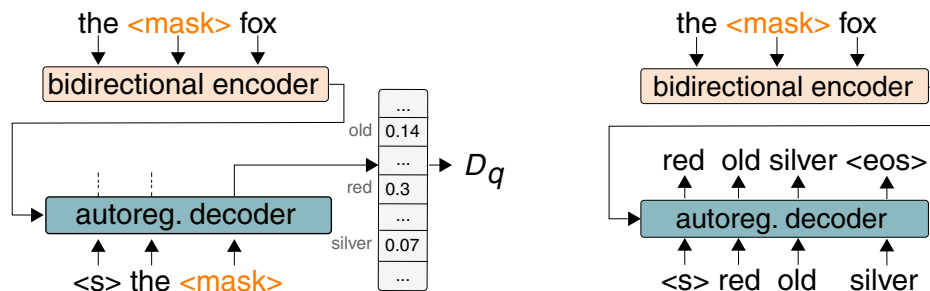 the <mask> fox
bidirectional encoder
...
old 0.14
...
red 0.3
...
silver 0.07
...
D_q
autoreg. decoder
<s> the <mask>
the <mask> fox
bidirectional encoder
red old silver <eos>
autoreg. decoder
<s> red old silver